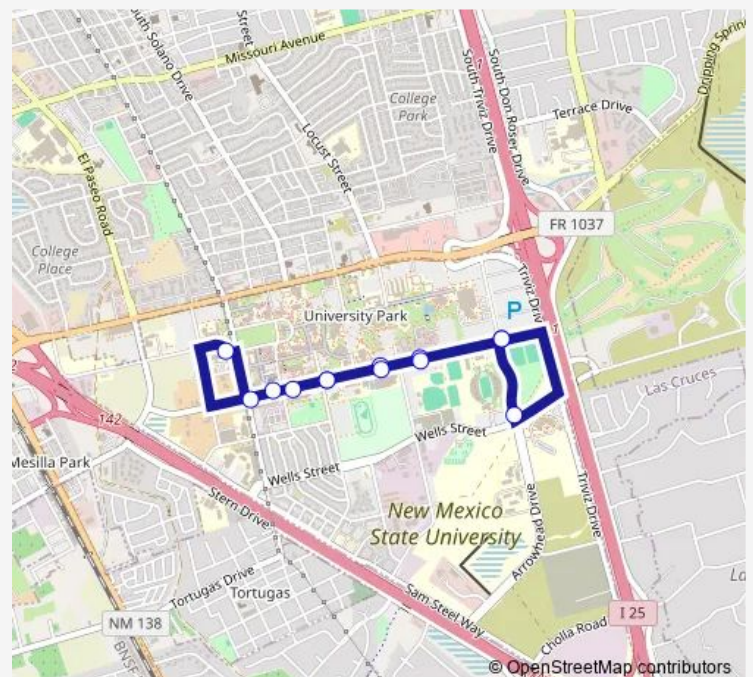 Missouri Avenue
South Solano Drive
Street
College
Park
Locust Street
South Triviz Drive
South Don Roser Drive
1
Terrace Drive
El Paseo Road
College
Place
FR 1037
Triviz Drive
University Park
P
1
Las Cruces
142
Wells Street
Mesilla Park
Wells Street
Stern Drive
New Mexico
State University
Arrowhead Drive
Triviz Drive
Tortugas Drive
Tortugas
Sam Steel Way
I 25
NM 138
Cholla Road
© OpenStreetMap contributors